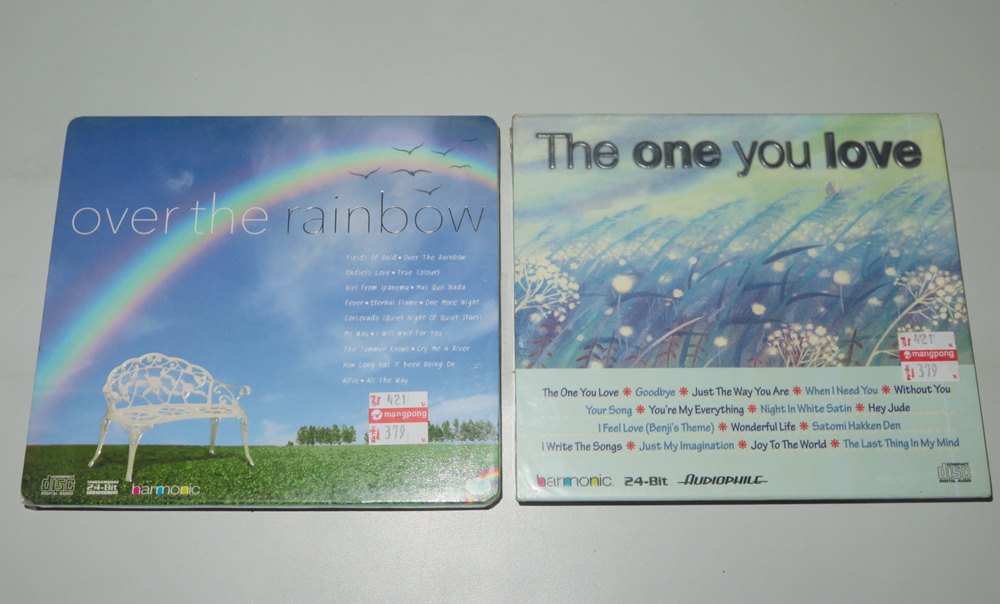 over the rainbow
Fields Of Gold • Over The Rainbow
Endless Love • True Colours
Girl From Ipanema • Mas Que Nada
Fever • Eternal Flame • One More Night
Corcovado (Quiet Night Of Quiet Stars)
My Way • I Will Wait For You
The Summer Knows • Cry Me A River
How Long Has It Been Going On
Alfie • All The Way
421
mangpong
379
COMPACT
disc
DIGITAL AUDIO
24-Bit
harmonic
The one you love
421
mangpong
379
The One You Love ✱ Goodbye ✱ Just The Way You Are ✱ When I Need You ✱ Without You
Your Song ✱ You're My Everything ✱ Night In White Satin ✱ Hey Jude
I Feel Love (Benji's Theme) ✱ Wonderful Life ✱ Satomi Hakken Den
I Write The Songs ✱ Just My Imagination ✱ Joy To The World ✱ The Last Thing In My Mind
harmonic. 24-Bit AUDIOPHILE
COMPACT
disc
DIGITAL AUDIO